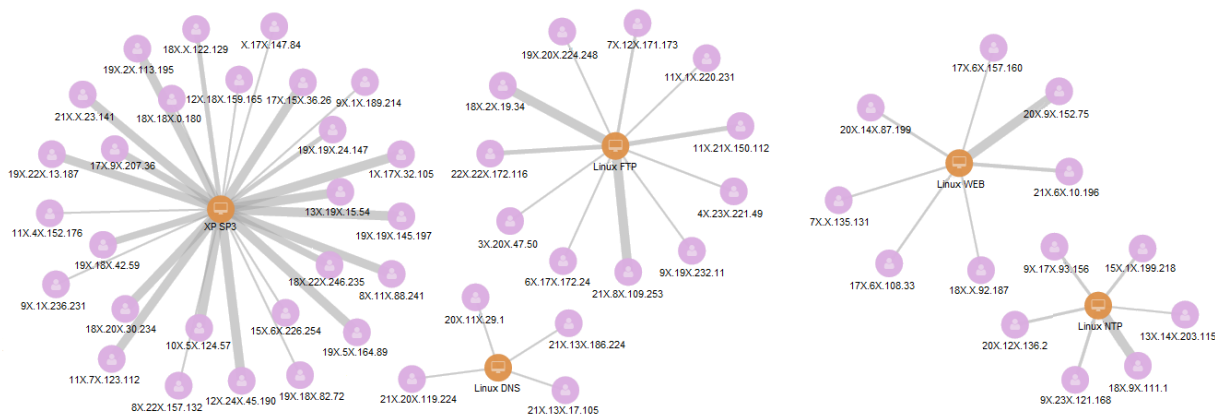 18X.X.122.129
X.17X.147.84
19X.2X.113.195
12X.18X.159.165
17X.15X.36.26
9X.1X.189.214
21X.X.23.141
18X.18X.0.180
19X.19X.24.147
19X.22X.13.187
17X.9X.207.36
1X.17X.32.105
13X.19X.15.54
XP SP3
11X.4X.152.176
19X.19X.145.197
19X.18X.42.59
18X.22X.246.235
8X.11X.88.241
9X.1X.236.231
18X.20X.30.234
10X.5X.124.57
15X.6X.226.254
19X.5X.164.89
11X.7X.123.112
8X.22X.157.132
12X.24X.45.190
19X.18X.82.72
19X.20X.224.248
7X.12X.171.173
11X.1X.220.231
18X.2X.19.34
11X.21X.150.112
Linux FTP
22X.22X.172.116
4X.23X.221.49
3X.20X.47.50
6X.17X.172.24
9X.19X.232.11
21X.8X.109.253
20X.11X.29.1
21X.13X.186.224
Linux DNS
21X.20X.119.224
21X.13X.17.105
17X.6X.157.160
20X.9X.152.75
20X.14X.87.199
Linux WEB
21X.6X.10.196
7X.X.135.131
17X.6X.108.33
18X.X.92.187
9X.17X.93.156
15X.1X.199.218
Linux NTP
13X.14X.203.115
20X.12X.136.2
18X.9X.111.1
9X.23X.121.168